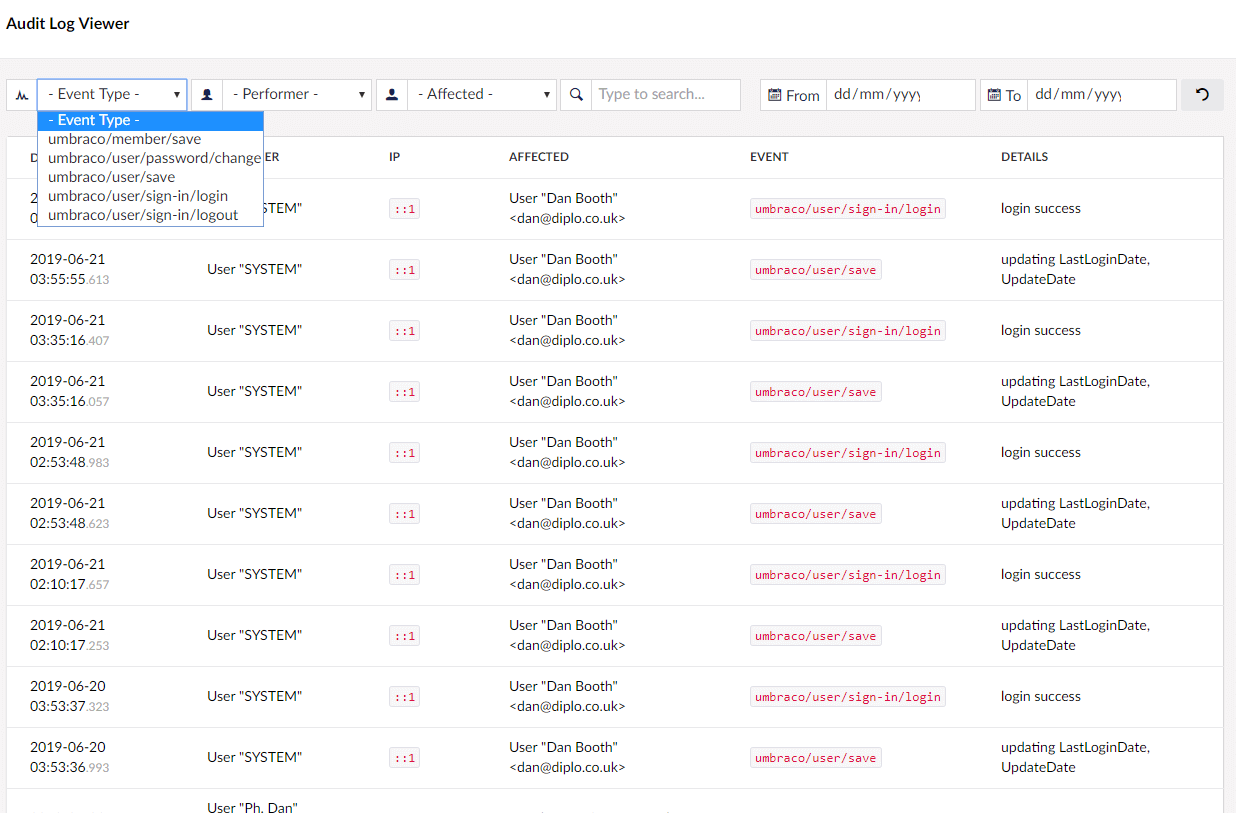 Audit Log Viewer
- Event Type - - Performer - - Affected - Type to search... From dd/mm/yyyy To dd/mm/yyyy
- Event Type -
umbraco/member/save
umbraco/user/password/change
umbraco/user/save
umbraco/user/sign-in/login
umbraco/user/sign-in/logout
IP AFFECTED EVENT DETAILS
User "Dan Booth"
::1 umbraco/user/sign-in/login login success
<dan@diplo.co.uk>
2019-06-21 User "Dan Booth" updating LastLoginDate,
User "SYSTEM" ::1 umbraco/user/save
03:55:55.613 <dan@diplo.co.uk> UpdateDate
2019-06-21 User "Dan Booth"
User "SYSTEM" ::1 umbraco/user/sign-in/login login success
03:35:16.407 <dan@diplo.co.uk>
2019-06-21 User "Dan Booth" updating LastLoginDate,
User "SYSTEM" ::1 umbraco/user/save
03:35:16.057 <dan@diplo.co.uk> UpdateDate
2019-06-21 User "Dan Booth"
User "SYSTEM" ::1 umbraco/user/sign-in/login login success
02:53:48.983 <dan@diplo.co.uk>
2019-06-21 User "Dan Booth" updating LastLoginDate,
User "SYSTEM" ::1 umbraco/user/save
02:53:48.623 <dan@diplo.co.uk> UpdateDate
2019-06-21 User "Dan Booth"
User "SYSTEM" ::1 umbraco/user/sign-in/login login success
02:10:17.657 <dan@diplo.co.uk>
2019-06-21 User "Dan Booth" updating LastLoginDate,
User "SYSTEM" ::1 umbraco/user/save
02:10:17.253 <dan@diplo.co.uk> UpdateDate
2019-06-20 User "Dan Booth"
User "SYSTEM" ::1 umbraco/user/sign-in/login login success
03:53:37.323 <dan@diplo.co.uk>
2019-06-20 User "Dan Booth" updating LastLoginDate,
User "SYSTEM" ::1 umbraco/user/save
03:53:36.993 <dan@diplo.co.uk> UpdateDate
User "Ph. Dan"